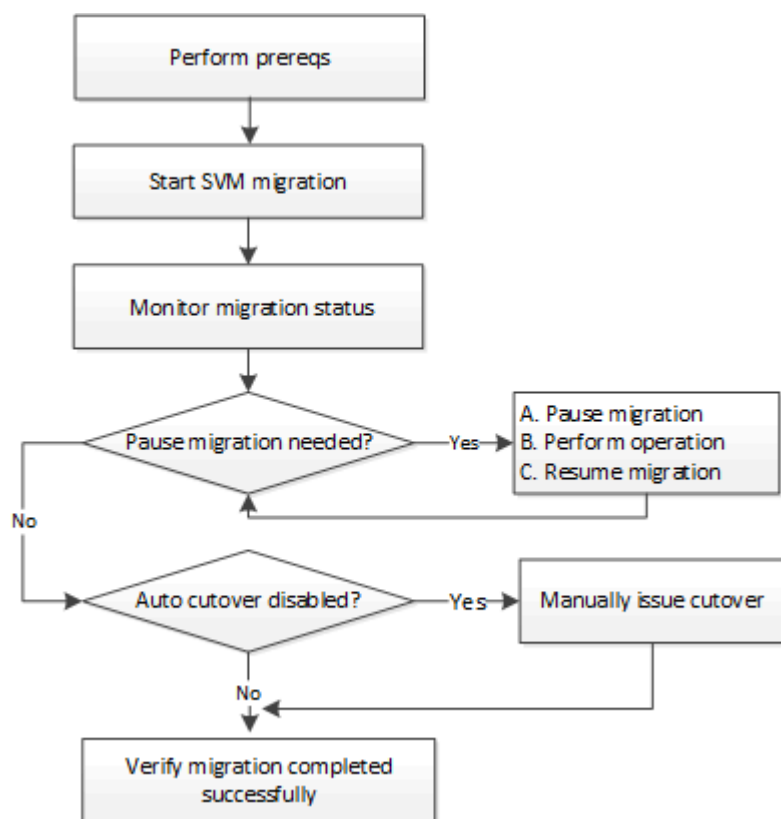 Perform prereqs
Start SVM migration
Monitor migration status
Pause migration needed?
Yes
A. Pause migration
B. Perform operation
C. Resume migration
No
Auto cutover disabled?
Yes
Manually issue cutover
No
Verify migration completed
successfully